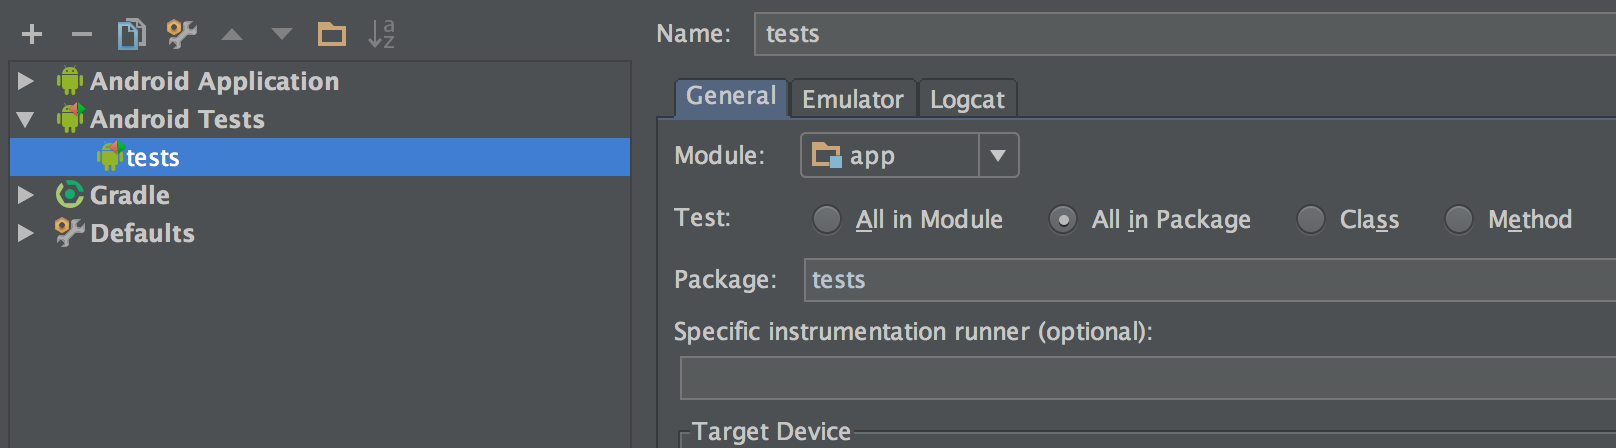 Name: tests
Android Application
Android Tests
tests
Gradle
Defaults
General Emulator Logcat
Module: app
Test: All in Module All in Package Class Method
Package: tests
Specific instrumentation runner (optional):
Target Device